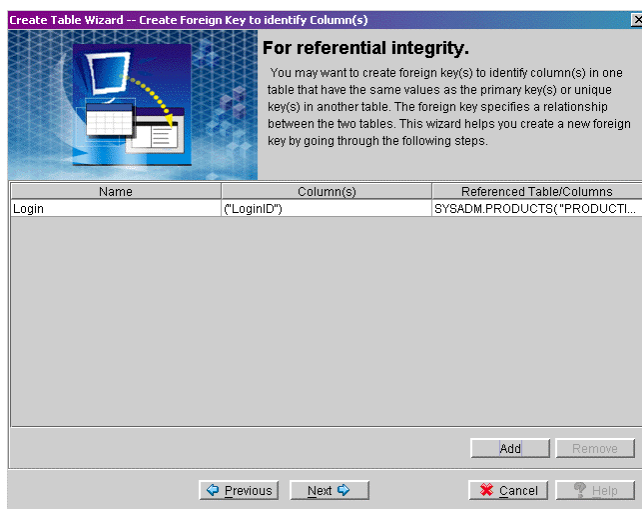 Create Table Wizard -- Create Foreign Key to identify Column(s)
For referential integrity.
You may want to create foreign key(s) to identify column(s) in one
table that have the same values as the primary key(s) or unique
key(s) in another table. The foreign key specifies a relationship
between the two tables. This wizard helps you create a new foreign
key by going through the following steps.
Name Column(s) Referenced Table/Columns
Login ("LoginID") SYSADM.PRODUCTS("PRODUCTI...
Add Remove
Previous Next Cancel Help